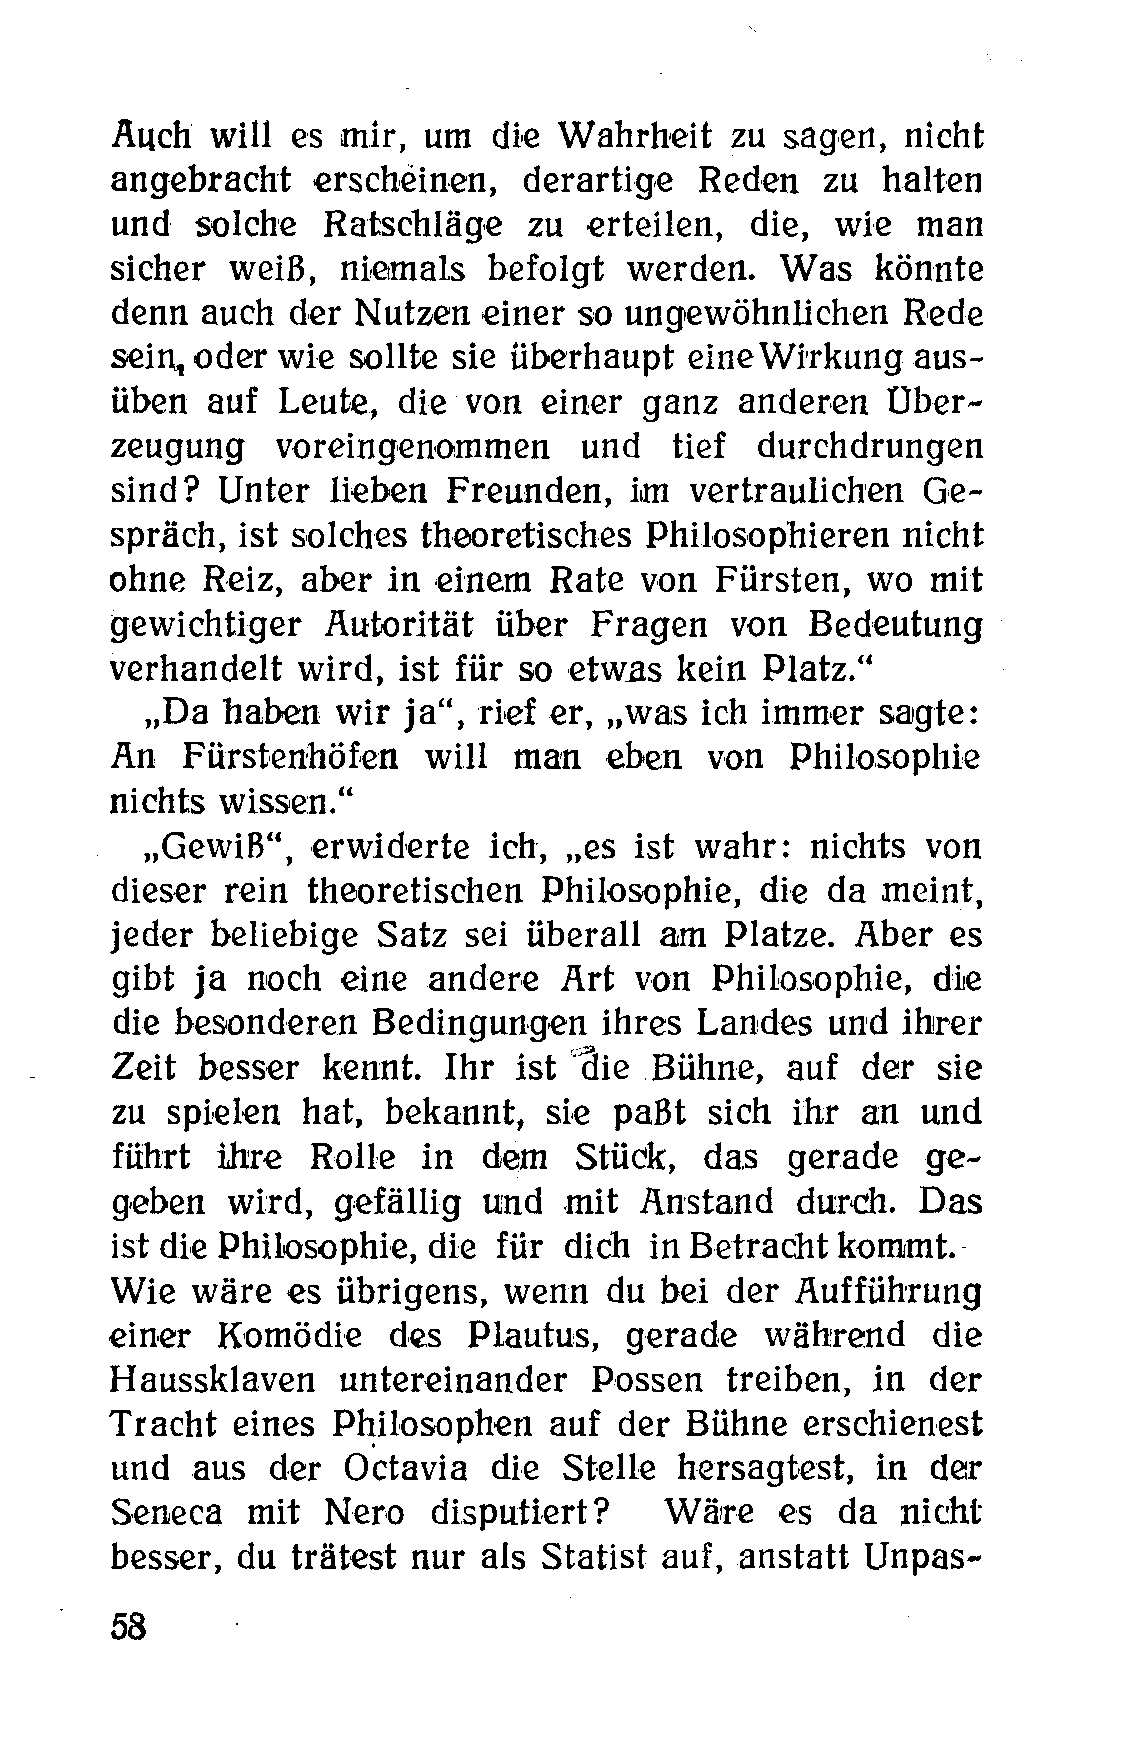 Auch will es mir, um die Wahrheit zu sagen, nicht
angebracht erscheinen, derartige Reden zu halten
und solche Ratschläge zu erteilen, die, wie man
sicher weiß, niemals befolgt werden. Was könnte
denn auch der Nutzen einer so ungewöhnlichen Rede
sein, oder wie sollte sie überhaupt eine Wirkung aus-
üben auf Leute, die von einer ganz anderen Über-
zeugung voreingenommen und tief durchdrungen
sind? Unter lieben Freunden, im vertraulichen Ge-
spräch, ist solches theoretisches Philosophieren nicht
ohne Reiz, aber in einem Rate von Fürsten, wo mit
gewichtiger Autorität über Fragen von Bedeutung
verhandelt wird, ist für so etwas kein Platz.“
„Da haben wir ja“, rief er, „was ich immer sagte:
An Fürstenhöfen will man eben von Philosophie
nichts wissen.“
„Gewiß“, erwiderte ich, „es ist wahr: nichts von
dieser rein theoretischen Philosophie, die da meint,
jeder beliebige Satz sei überall am Platze. Aber es
gibt ja noch eine andere Art von Philosophie, die
die besonderen Bedingungen ihres Landes und ihrer
Zeit besser kennt. Ihr ist die Bühne, auf der sie
zu spielen hat, bekannt, sie paßt sich ihr an und
führt ihre Rolle in dem Stück, das gerade ge-
geben wird, gefällig und mit Anstand durch. Das
ist die Philosophie, die für dich in Betracht kommt.
Wie wäre es übrigens, wenn du bei der Aufführung
einer Komödie des Plautus, gerade während die
Haussklaven untereinander Possen treiben, in der
Tracht eines Philosophen auf der Bühne erschienest
und aus der Octavia die Stelle hersagtest, in der
Seneca mit Nero disputiert? Wäre es da nicht
besser, du trätest nur als Statist auf, anstatt Unpas-
58